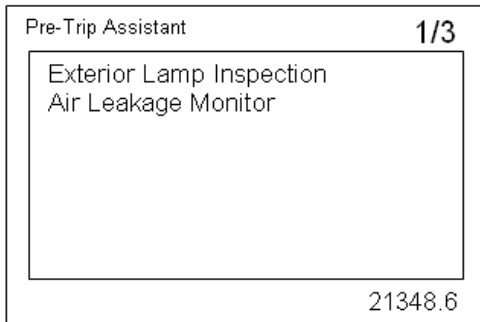 Pre-Trip Assistant
1/3
Exterior Lamp Inspection
Air Leakage Monitor
21348.6